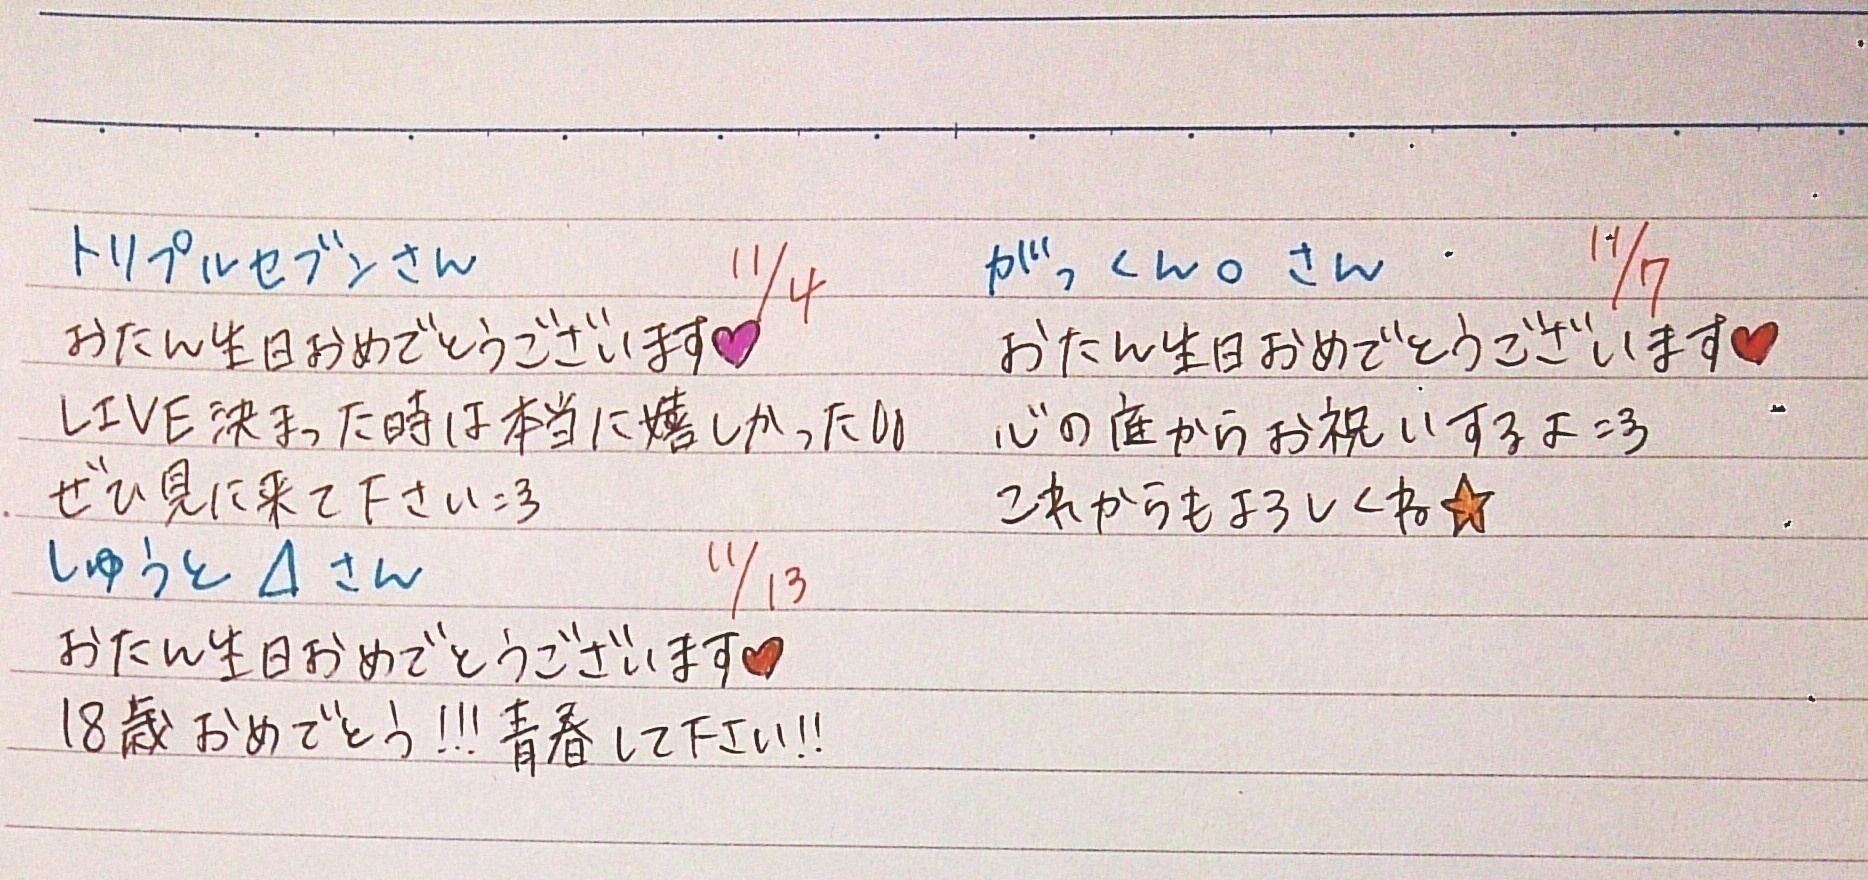 トリプルセブンさん 11/4
おたん生日おめでとうございます♥
LIVE決まった時は本当に嬉しかった
ぜひ見に来て下さい=3
がっくん○さん 11/7
おたん生日おめでとうございます♥
心の底からお祝いするよ=3
これからもよろしくね★
しゅうと△さん 11/13
おたん生日おめでとうございます♥
18歳おめでとう!!!青春して下さい!!